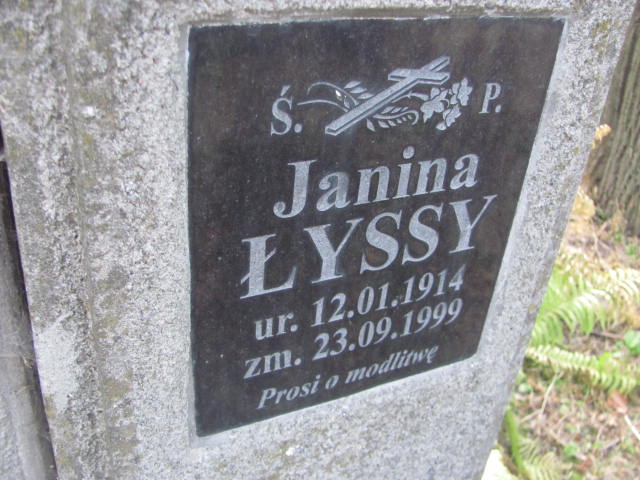 Ś. P.
Janina
ŁYSSY
ur. 12.01.1914
zm. 23.09.1999
Prosi o modlitwę